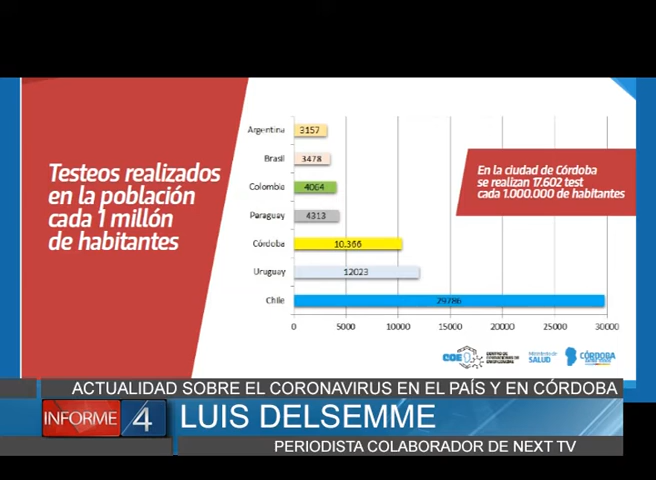 Testeos realizados
en la población
cada 1 millón
de habitantes
Argentina
3157
Brasil
3478
Colombia
4064
Paraguay
4313
Córdoba
10.366
Uruguay
12023
Chile
29786
0
5000
10000
15000
20000
25000
30000
En la ciudad de Córdoba
se realizan 17.602 test
cada 1.000.000 de habitantes
COE
Ministerio de
SALUD
CÓRDOBA
ACTUALIDAD SOBRE EL CORONAVIRUS EN EL PAÍS Y EN CÓRDOBA
INFORME 4
LUIS DELSEMME
PERIODISTA COLABORADOR DE NEXT TV